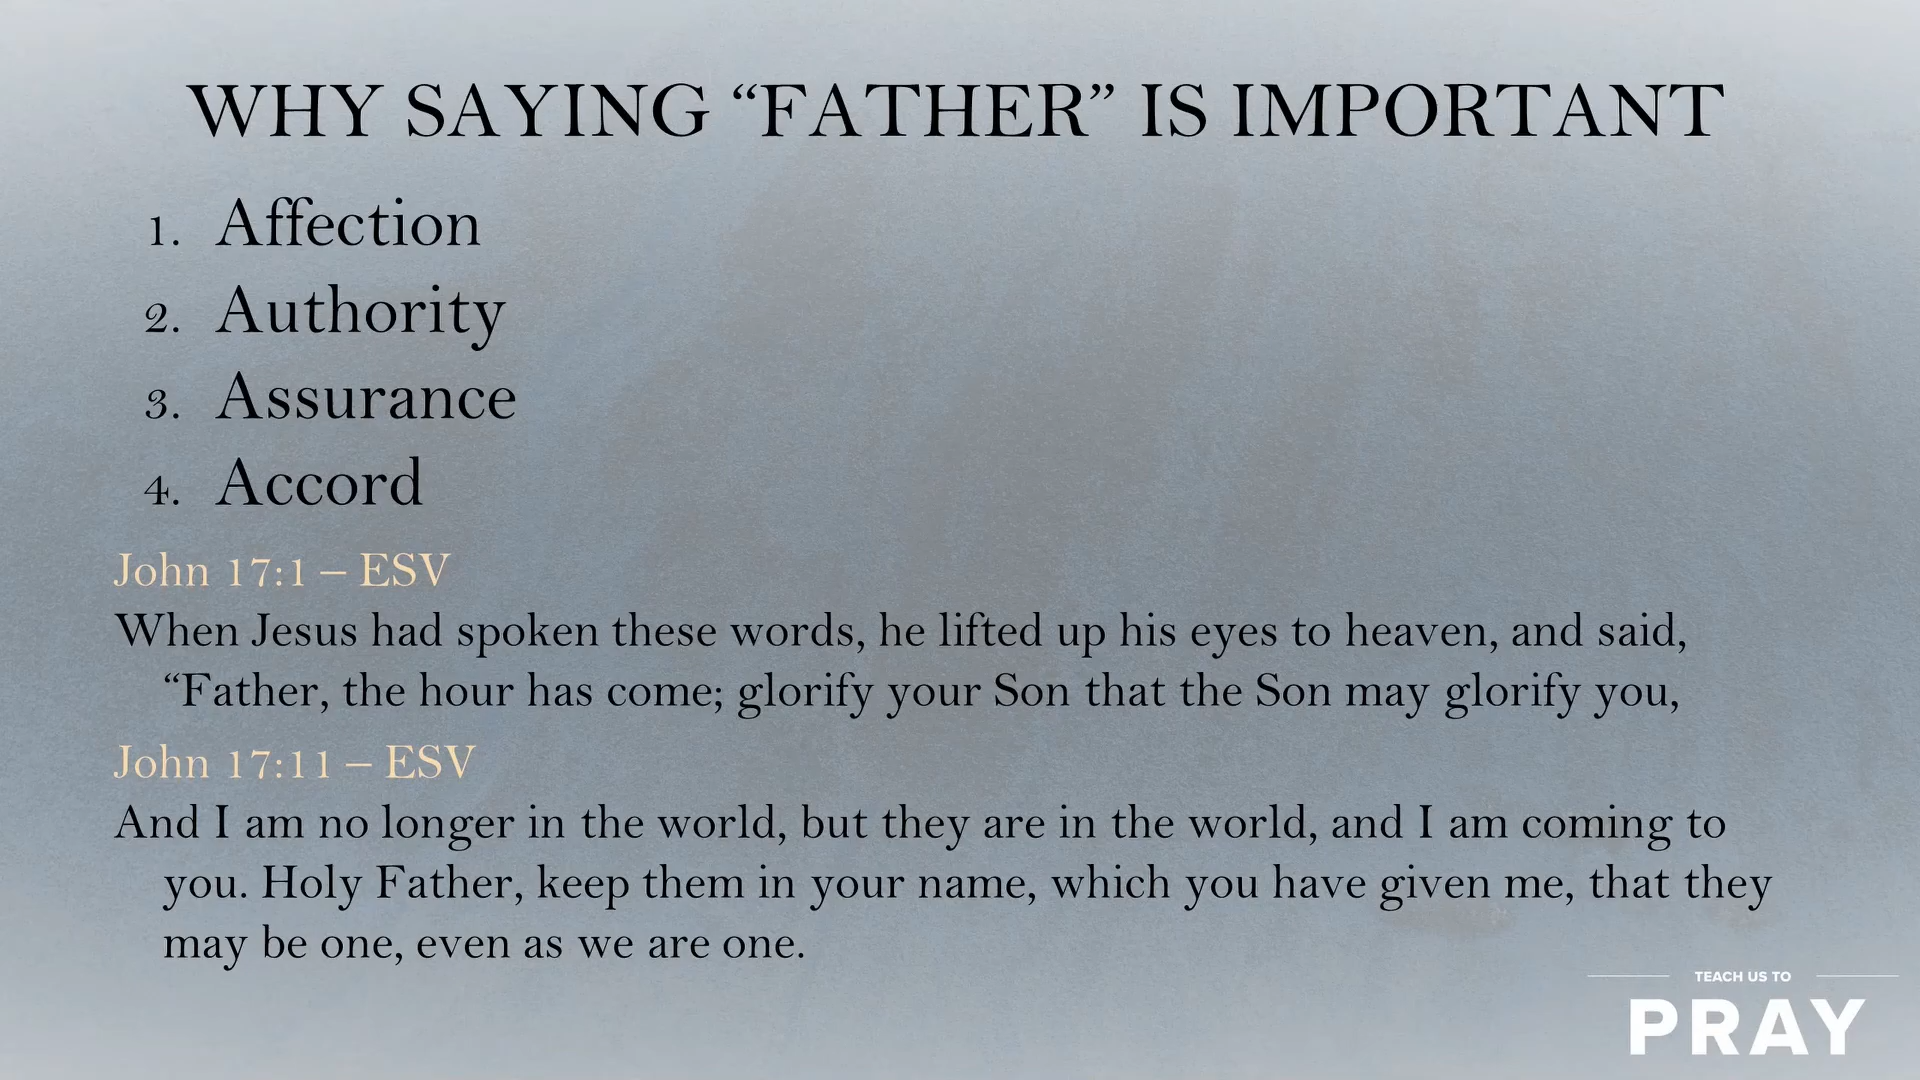 WHY SAYING “FATHER” IS IMPORTANT
1. Affection
2. Authority
3. Assurance
4. Accord
John 17:1 – ESV
When Jesus had spoken these words, he lifted up his eyes to heaven, and said,
“Father, the hour has come; glorify your Son that the Son may glorify you,
John 17:11 – ESV
And I am no longer in the world, but they are in the world, and I am coming to
you. Holy Father, keep them in your name, which you have given me, that they
may be one, even as we are one.
TEACH US TO
PRAY